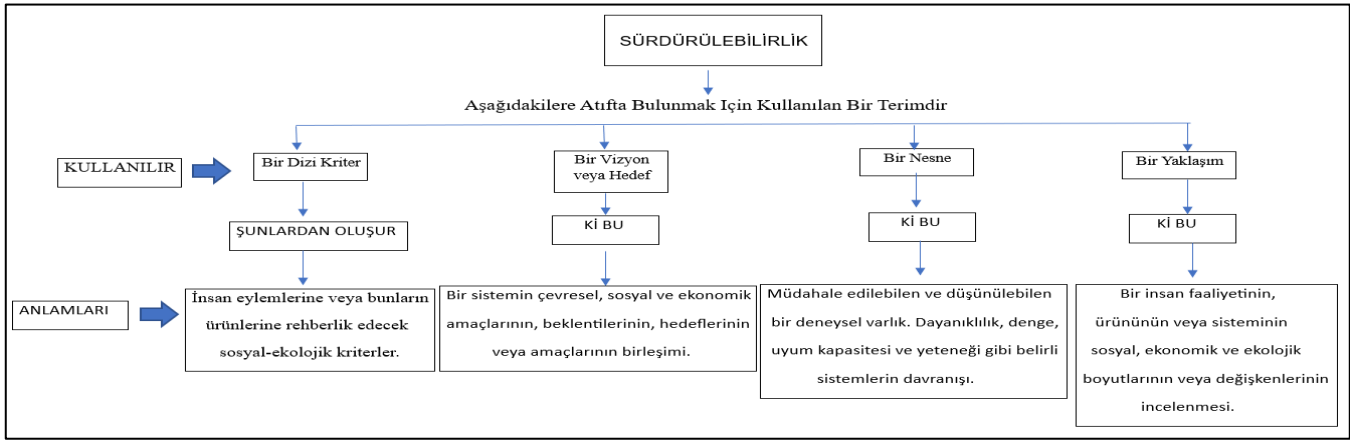 SÜRDÜRÜLEBİLİRLİK
Aşağıdakilere Atıfta Bulunmak Için Kullanılan Bir Terimdir
KULLANILIR
Bir Dizi Kriter
Bir Vizyon
veya Hedef
Bir Nesne
Bir Yaklaşım
ŞUNLARDAN OLUŞUR
Kİ BU
Kİ BU
Kİ BU
ANLAMLARI
İnsan eylemlerine veya bunların
ürünlerine rehberlik edecek
sosyal-ekolojik kriterler.
Bir sistemin çevresel, sosyal ve ekonomik
amaçlarının, beklentilerinin, hedeflerinin
veya amaçlarının birleşimi.
Müdahale edilebilen ve düşünülebilen
bir deneysel varlık. Dayanıklılık, denge,
uyum kapasitesi ve yeteneği gibi belirli
sistemlerin davranışı.
Bir insan faaliyetinin,
ürününün veya sisteminin
sosyal, ekonomik ve ekolojik
boyutlarının veya değişkenlerinin
incelenmesi.